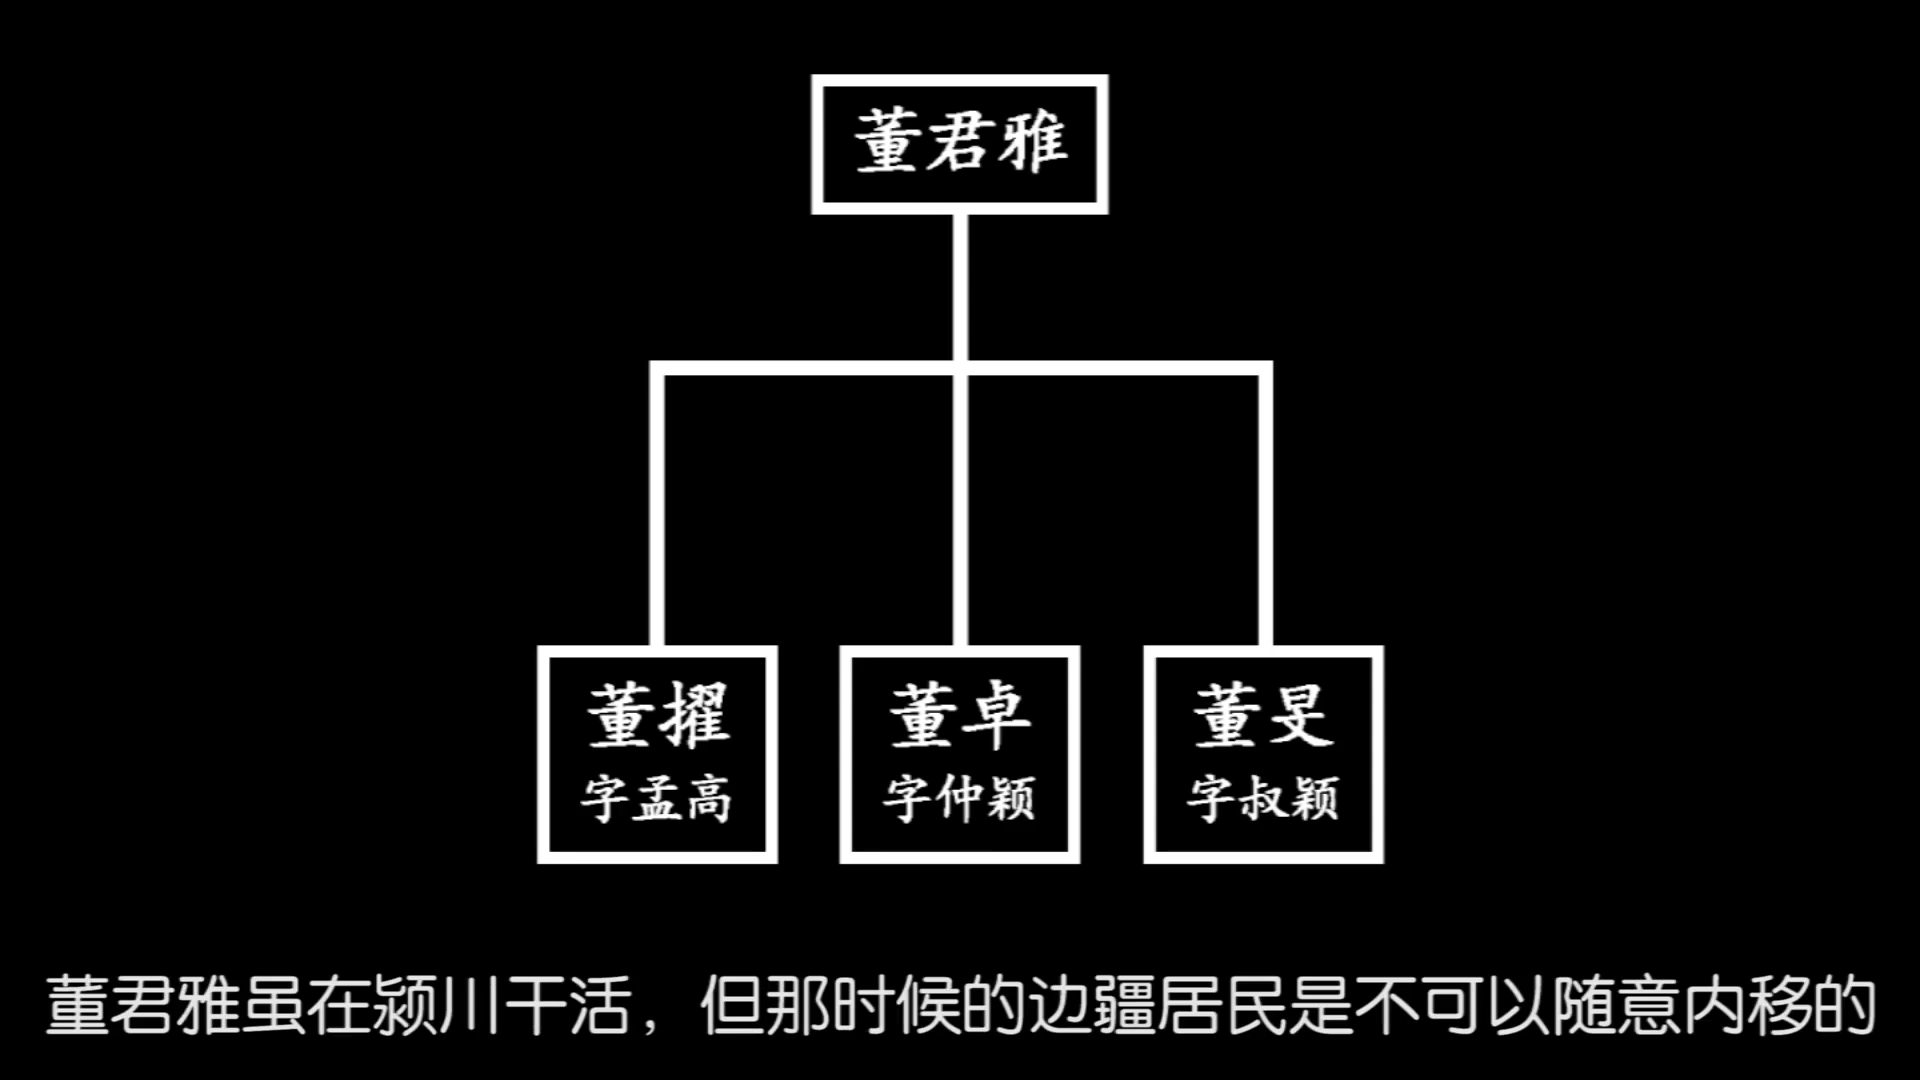 董君雅
董擢
字孟高
董卓
字仲颖
董旻
字叔颖
董君雅虽在颍川干活，但那时候的边疆居民是不可以随意内移的